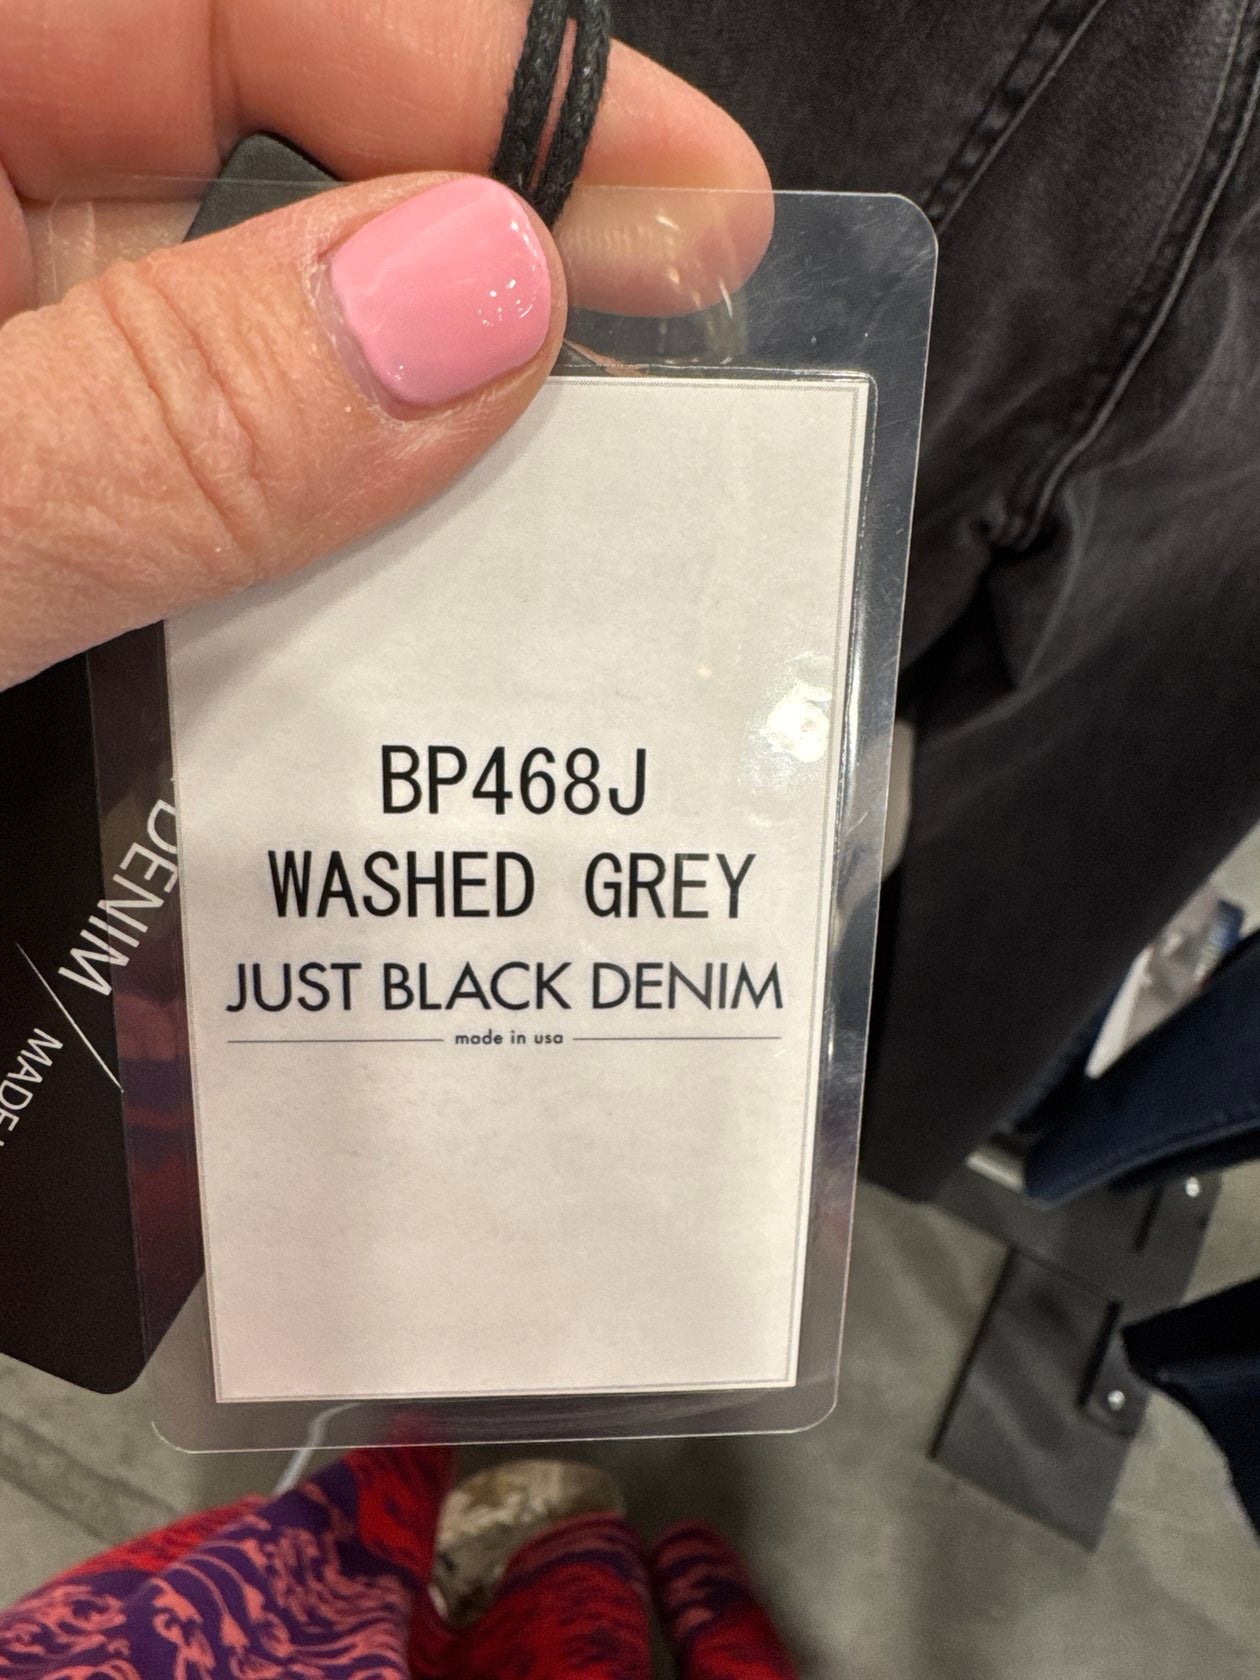 BP468J
WASHED GREY
JUST BLACK DENIM
made in usa
DENIM
MADE